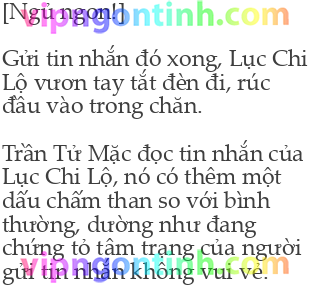 [Ngủ ngon!]
vipngontinh.com
Gửi tin nhắn đó xong, Lục Chi
Lộ vươn tay tắt đèn đi, rúc
đầu vào trong chăn.
Trần Tử Mặc đọc tin nhắn của
Lục Chi Lộ, nó có thêm một
dấu chấm than so với bình
thường, dường như đang
chứng tỏ tâm trạng của người
gửi tin nhắn không vui vẻ.
vipngontinh.com